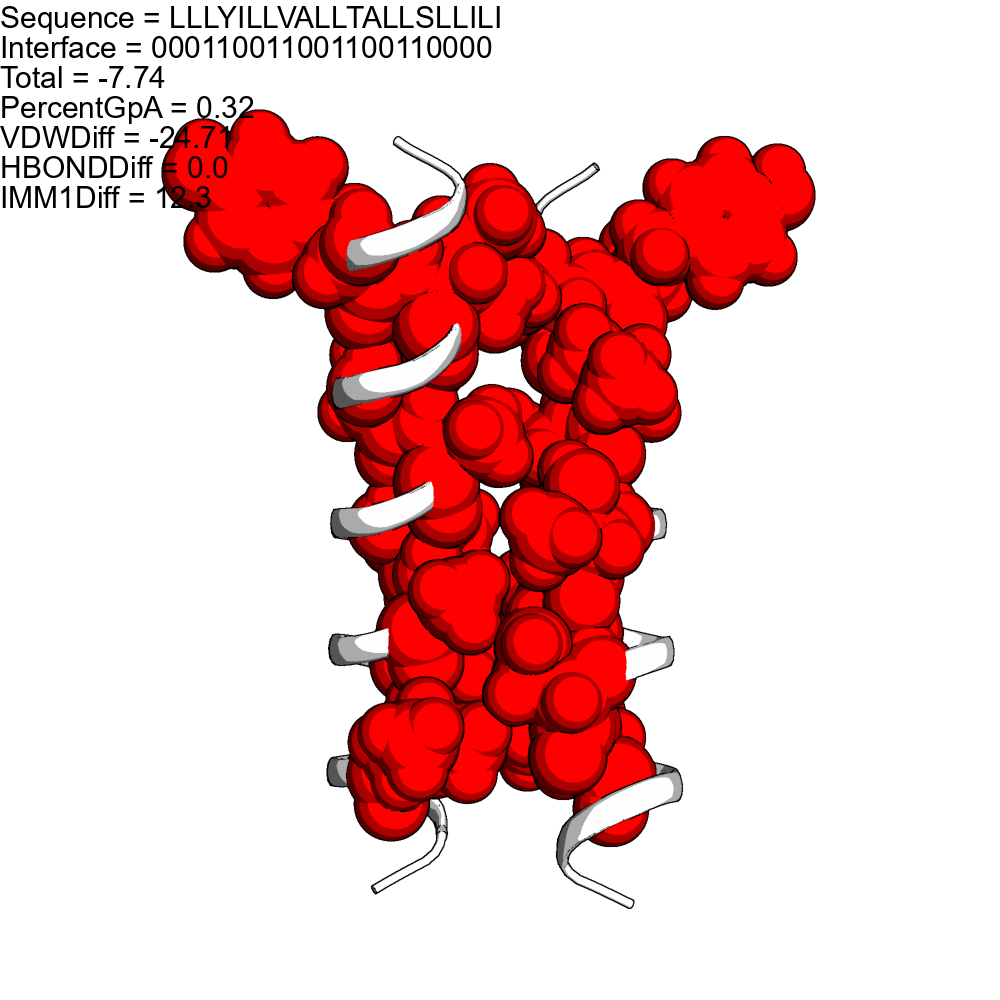 Sequence = LLLYILLVALLTALLSLLILI
Interface = 000110011001100110000
Total = -7.74
PercentGpA = 0.32
VDWDiff = -24.71
HBONDDiff = 0.0
IMM1Diff = 12.3